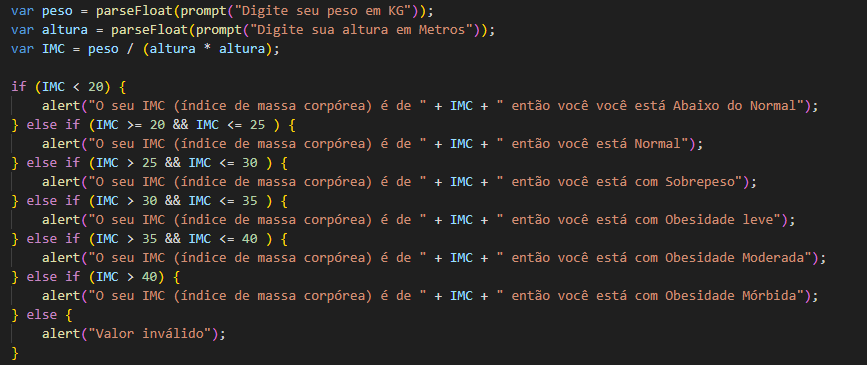 var peso = parseFloat(prompt("Digite seu peso em KG"));
var altura = parseFloat(prompt("Digite sua altura em Metros"));
var IMC = peso / (altura * altura);

if (IMC < 20) {
    alert("O seu IMC (índice de massa corpórea) é de " + IMC + " então você você está Abaixo do Normal");
} else if (IMC >= 20 && IMC <= 25 ) {
    alert("O seu IMC (índice de massa corpórea) é de " + IMC + " então você está Normal");
} else if (IMC > 25 && IMC <= 30 ) {
    alert("O seu IMC (índice de massa corpórea) é de " + IMC + " então você está com Sobrepeso");
} else if (IMC > 30 && IMC <= 35 ) {
    alert("O seu IMC (índice de massa corpórea) é de " + IMC + " então você está com Obesidade leve");
} else if (IMC > 35 && IMC <= 40 ) {
    alert("O seu IMC (índice de massa corpórea) é de " + IMC + " então você está com Obesidade Moderada");
} else if (IMC > 40) {
    alert("O seu IMC (índice de massa corpórea) é de " + IMC + " então você está com Obesidade Mórbida");
} else {
    alert("Valor inválido");
}